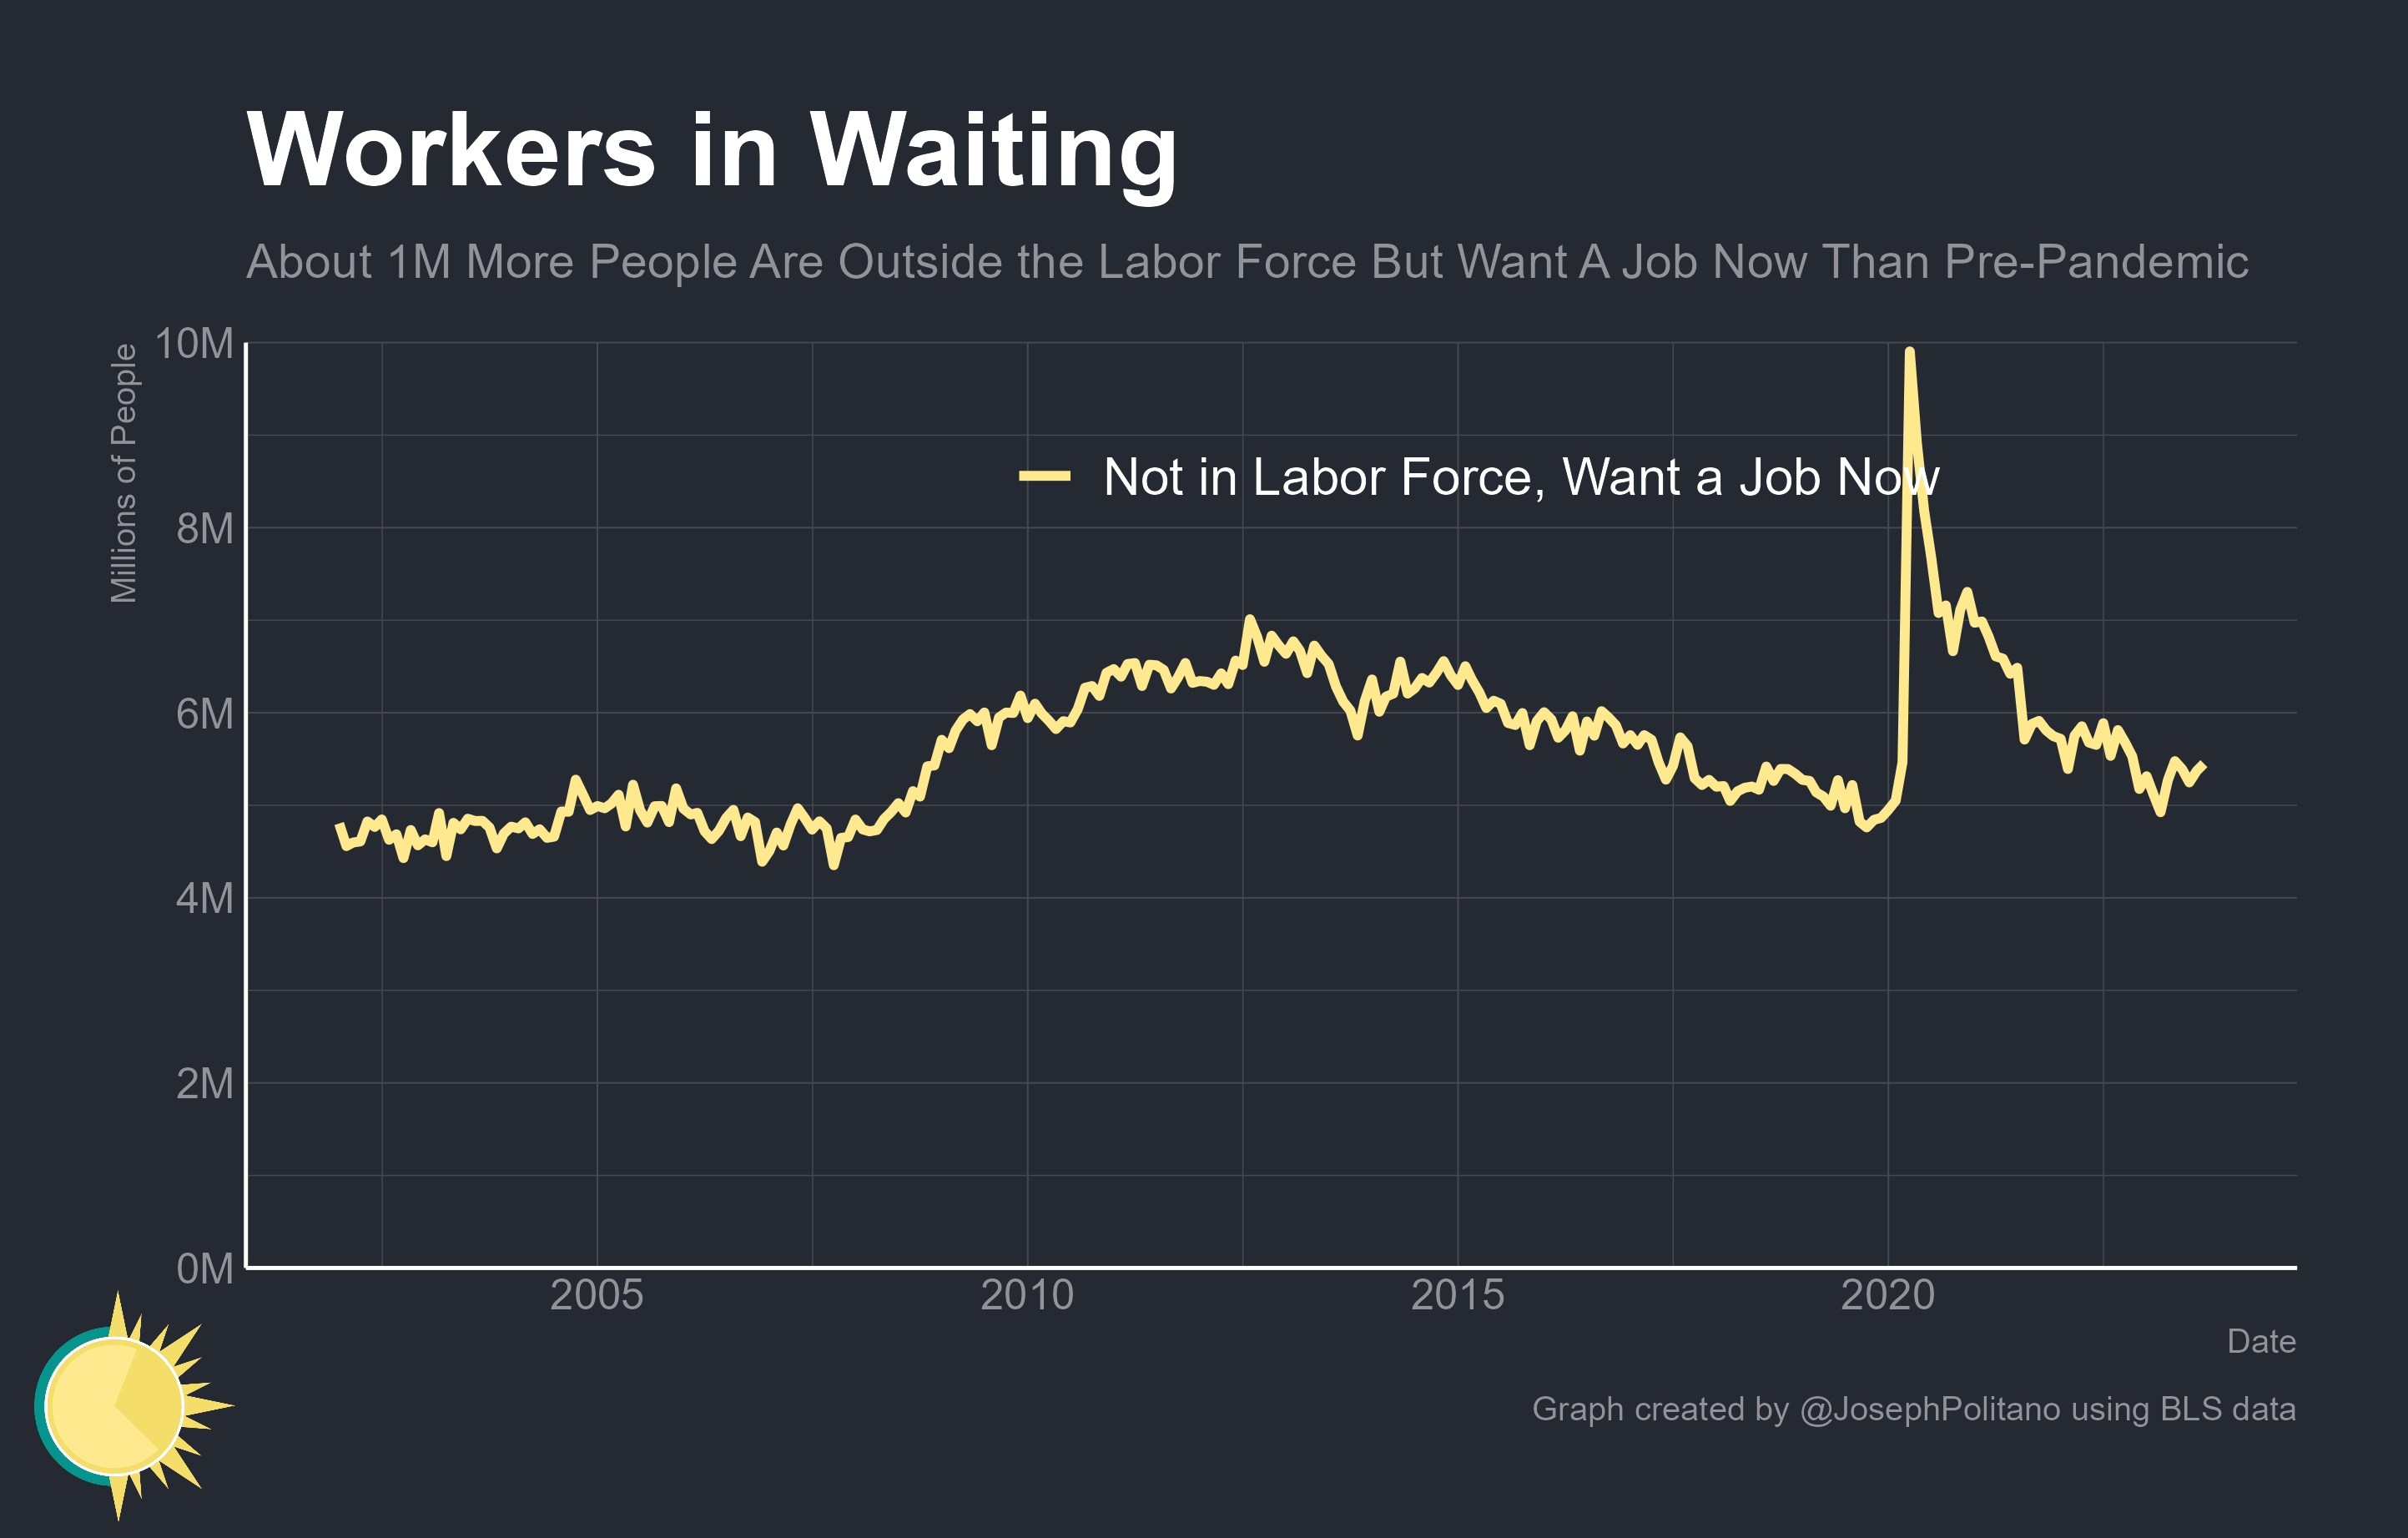 Workers in Waiting
About 1M More People Are Outside the Labor Force But Want A Job Now Than Pre-Pandemic
Millions of People
10M
8M
6M
4M
2M
0M
Not in Labor Force, Want a Job Now
2005
2010
2015
2020
Date
Graph created by @JosephPolitano using BLS data